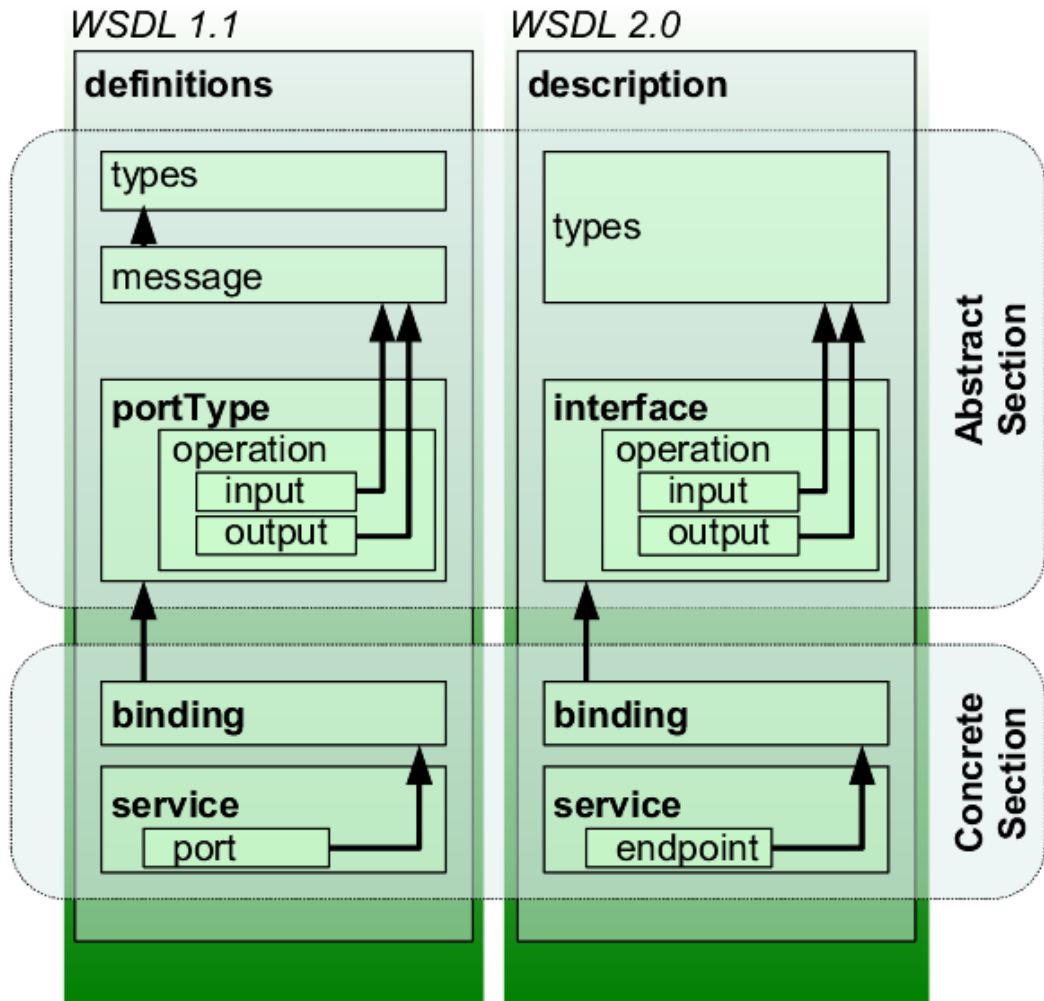 WSDL 1.1
definitions
types
message
portType
operation
input
output
binding
service
port
WSDL 2.0
description
types
interface
operation
input
output
binding
service
endpoint
Abstract
Section
Concrete
Section